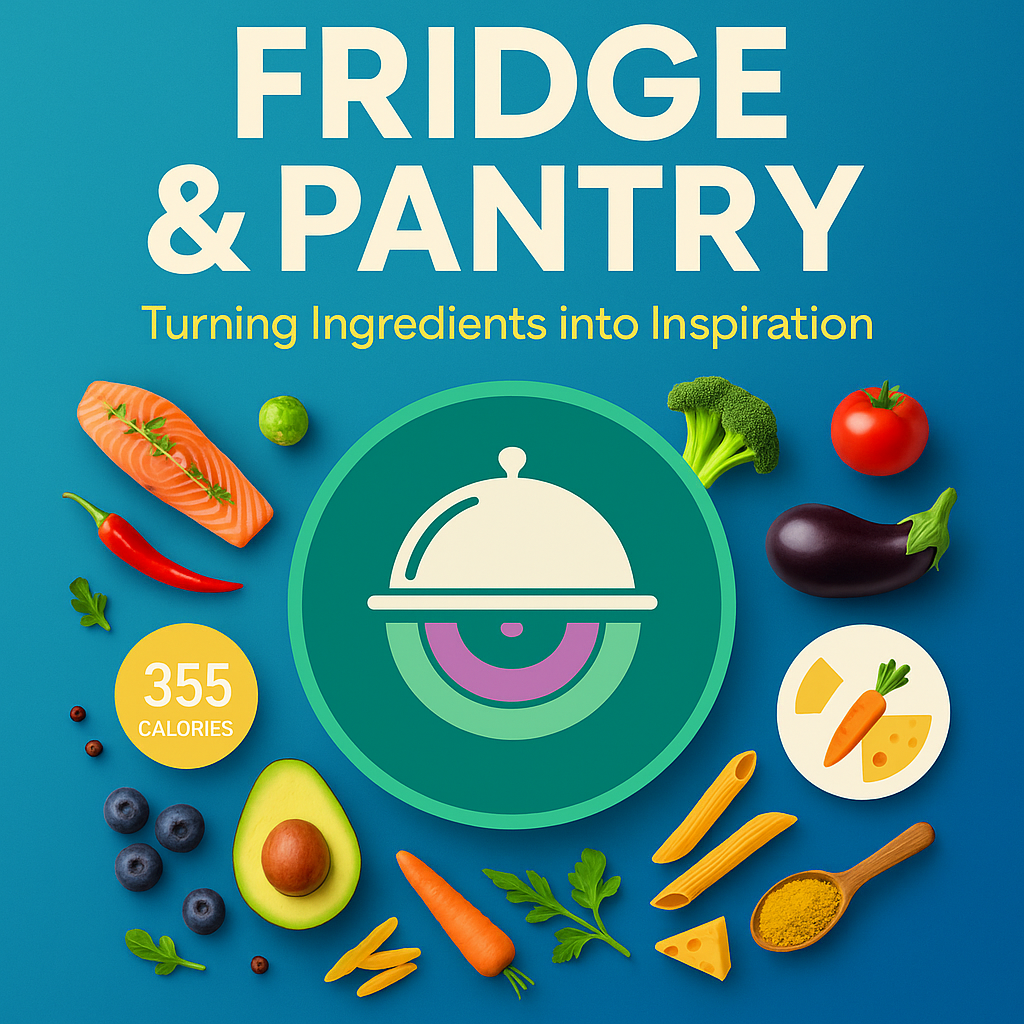 FRIDGE
& PANTRY
Turning Ingredients into Inspiration
355
CALORIES